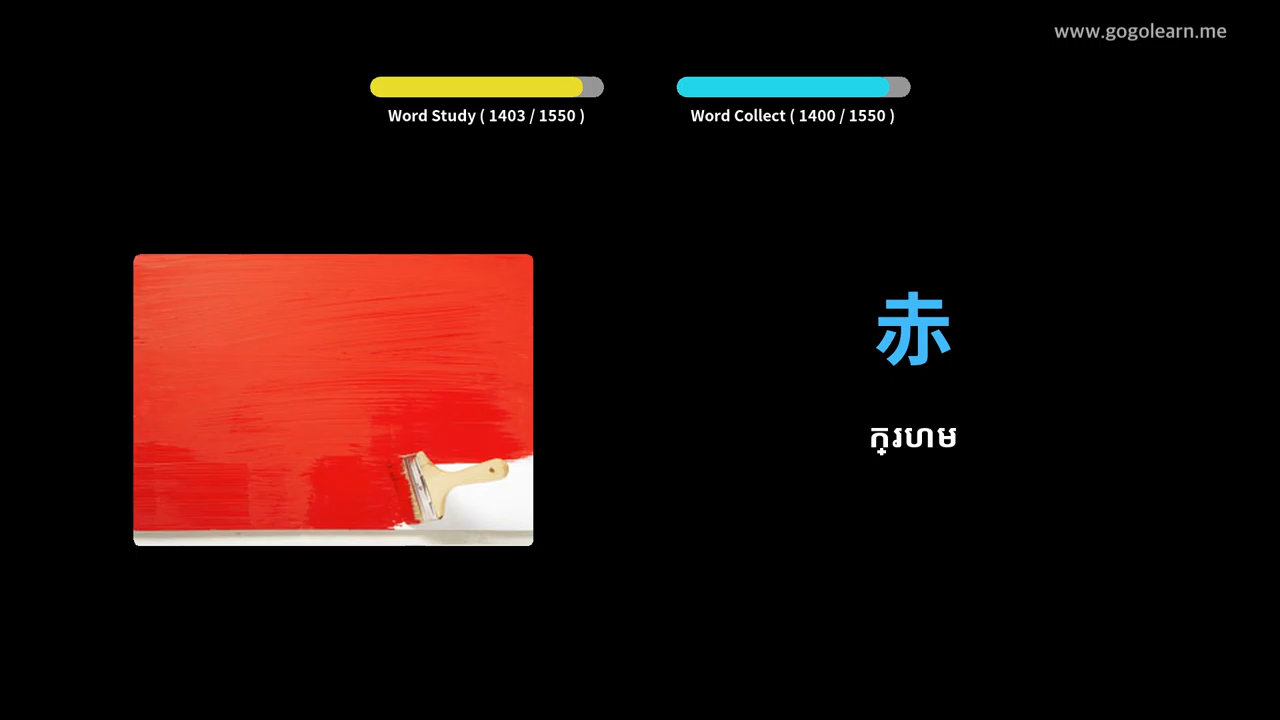 www.gogolearn.me
Word Study ( 1403 / 1550 )
Word Collect ( 1400 / 1550 )
赤
ក្រហម